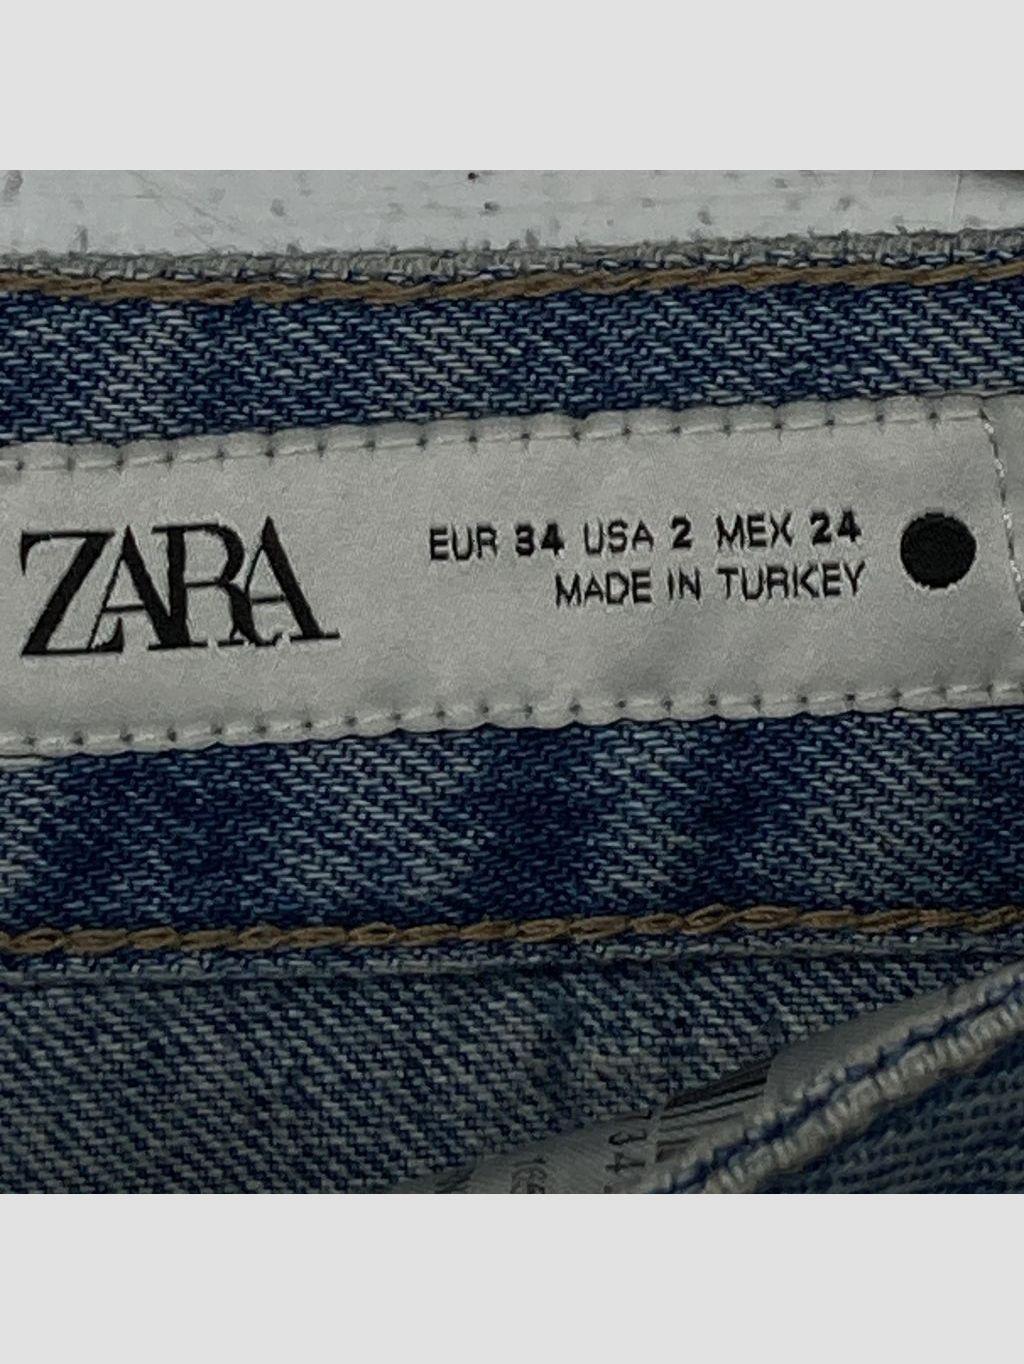 ZARA
EUR 34 USA 2 MEX 24
MADE IN TURKEY